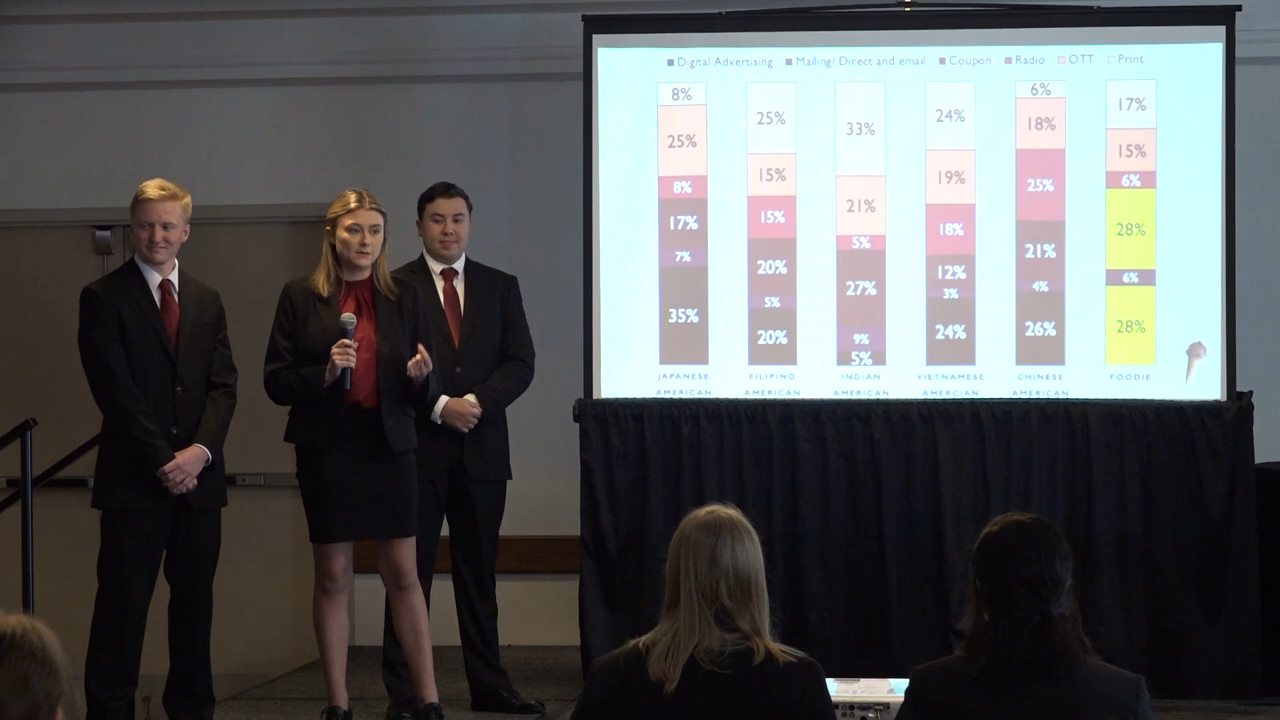 Digital Advertising Mailing/ Direct and email Coupon Radio OTT Print
8% 25% 33% 24% 6% 17%
25% 15% 21% 19% 18% 15%
8% 15% 5% 18% 25% 6%
17% 20% 27% 12% 21% 28%
7% 5% 9% 3% 4% 6%
35% 20% 5% 24% 26% 28%
JAPANESE FILIPINO INDIAN VIETNAMESE CHINESE FOODIE
AMERICAN AMERICAN AMERICAN AMERCIAN AMERICAN